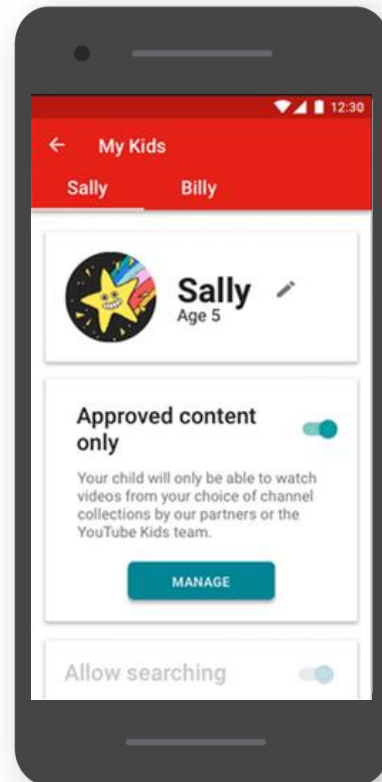 12:30
My Kids
Sally Billy
Sally
Age 5
Approved content
only
Your child will only be able to watch
videos from your choice of channel
collections by our partners or the
YouTube Kids team.
MANAGE
Allow searching